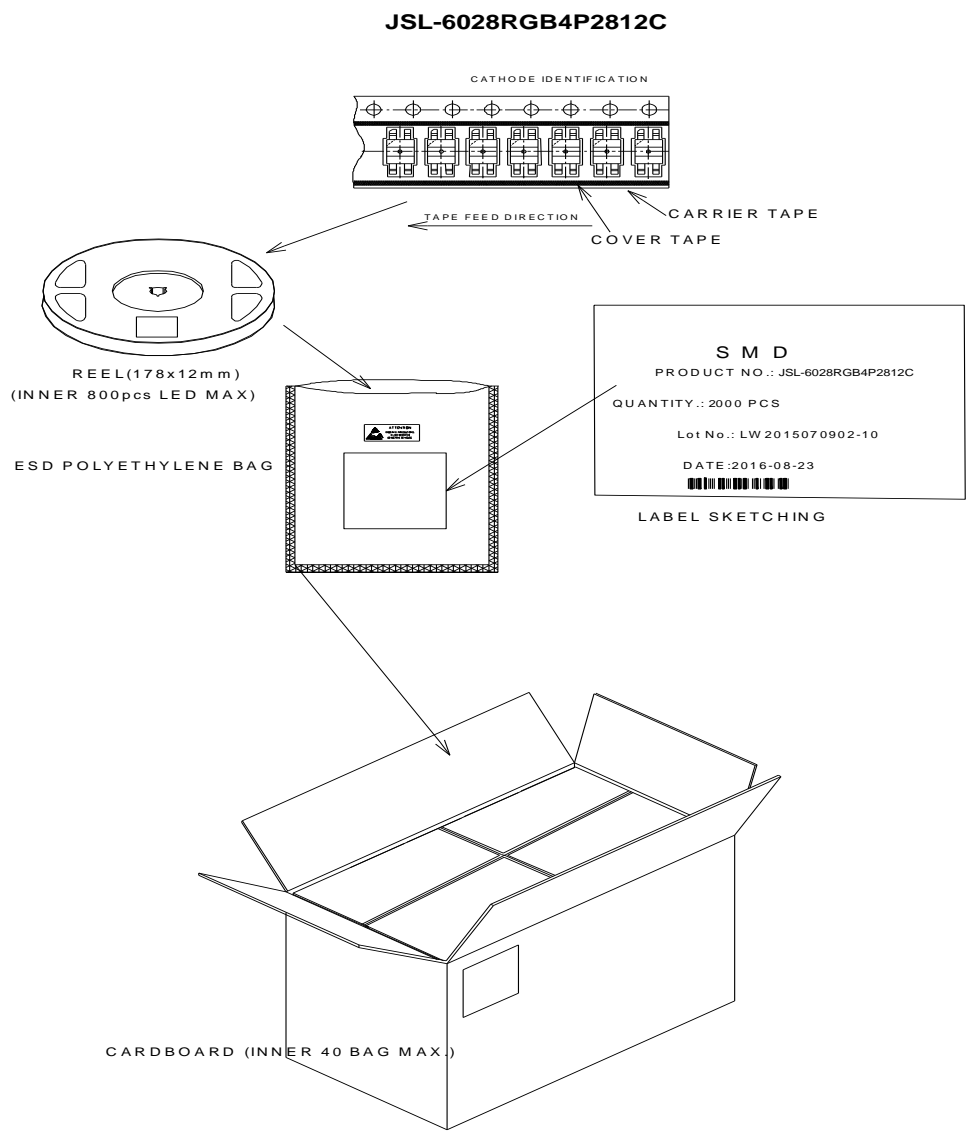 JSL-6028RGB4P2812C
CATHODE IDENTIFICATION
TAPE FEED DIRECTION
CARRIER TAPE
COVER TAPE
REEL(178x12mm)
(INNER 800pcs LED MAX)
SMD
PRODUCT NO.: JSL-6028RGB4P2812C
QUANTITY.: 2000 PCS
Lot No.: LW2015070902-10
DATE:2016-08-23
LABEL SKETCHING
ATTENTION
ESD POLYETHYLENE BAG
CARDBOARD (INNER 40 BAG MAX.)